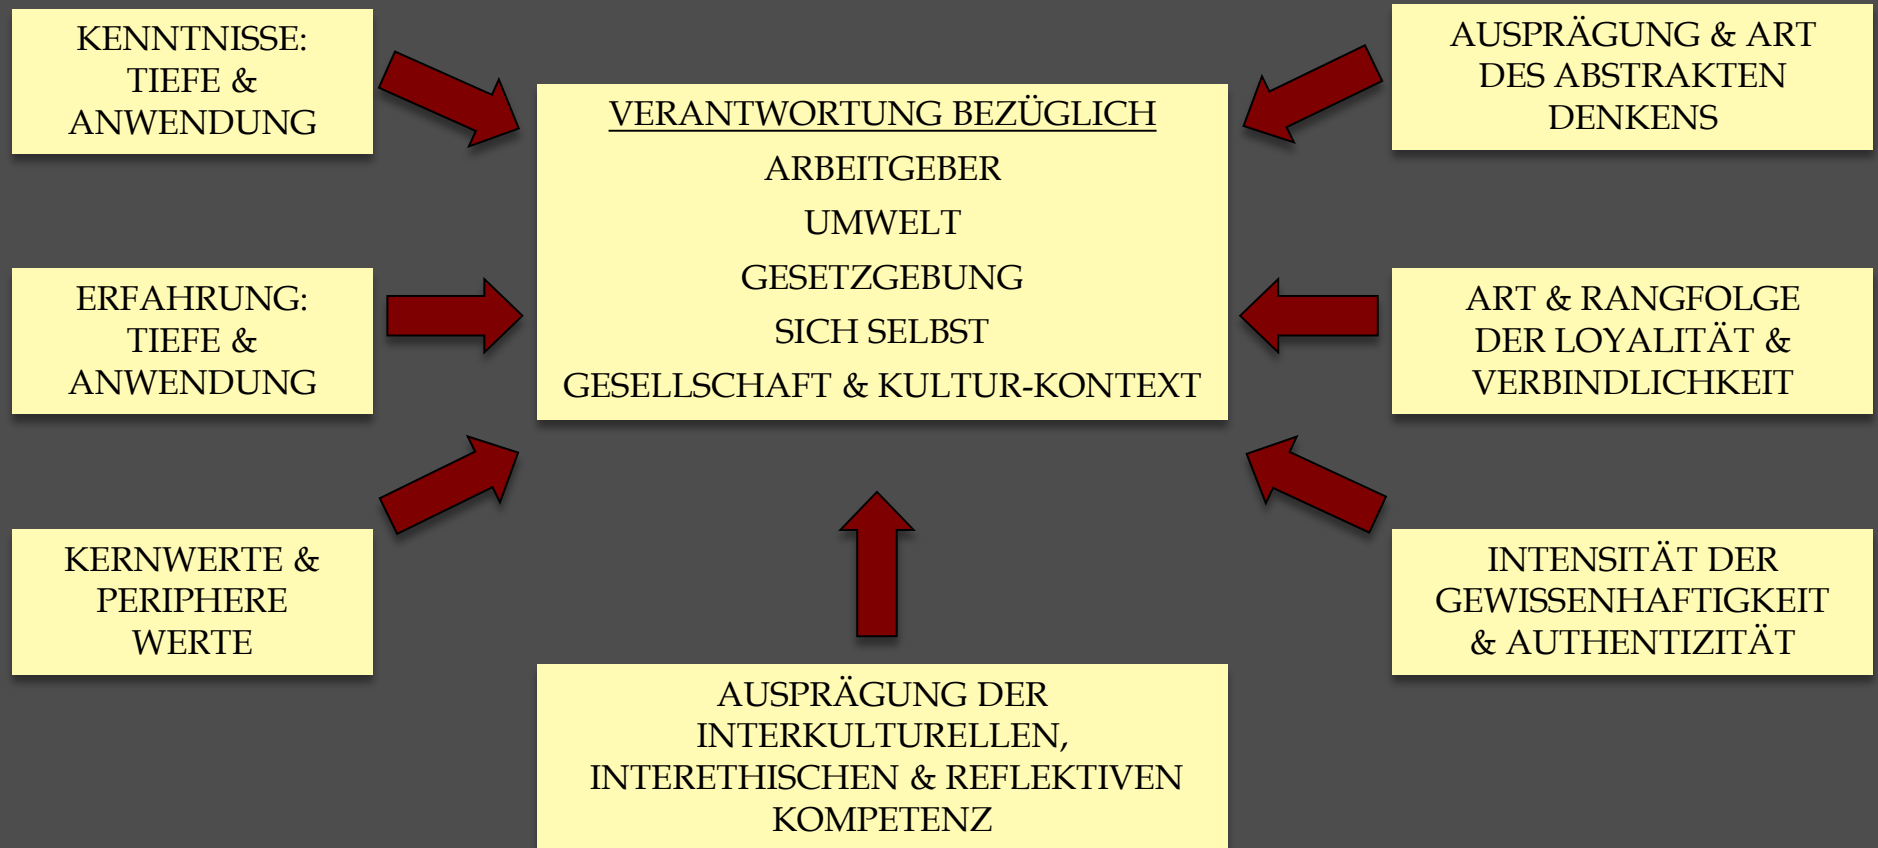 KENNTNISSE:
TIEFE &
ANWENDUNG
ERFAHRUNG:
TIEFE &
ANWENDUNG
KERNWERTE &
PERIPHERE
WERTE
VERANTWORTUNG BEZÜGLICH
ARBEITGEBER
UMWELT
GESETZGEBUNG
SICH SELBST
GESELLSCHAFT & KULTUR-KONTEXT
AUSPRÄGUNG DER
INTERKULTURELLEN,
INTERETHISCHEN & REFLEKTIVEN
KOMPETENZ
AUSPRÄGUNG & ART
DES ABSTRAKTEN
DENKENS
ART & RANGFOLGE
DER LOYALITÄT &
VERBINDLICHKEIT
INTENSITÄT DER
GEWISSENHAFTIGKEIT
& AUTHENTIZITÄT